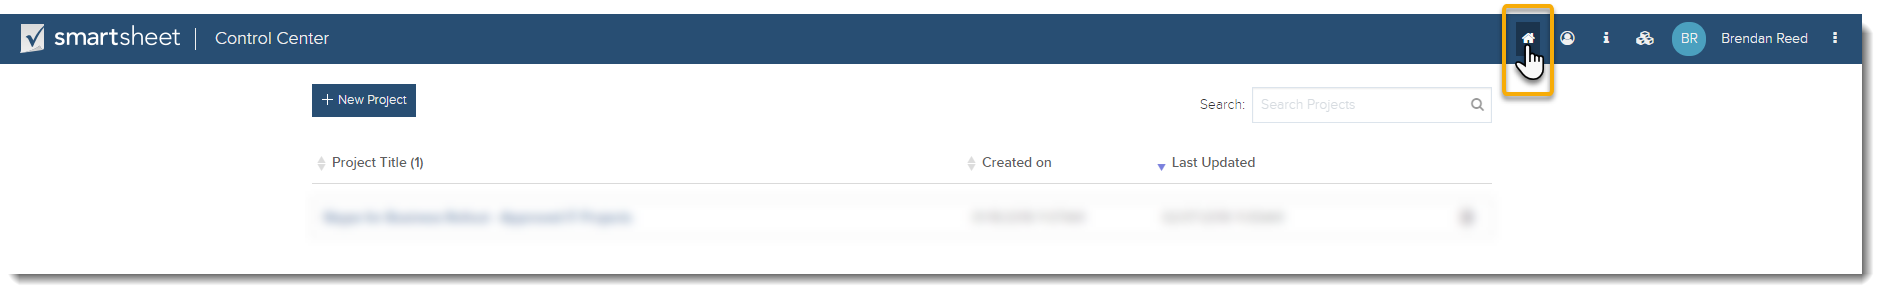 smartsheet Control Center BR Brendan Reed
+ New Project Search: Search Projects
Project Title (1) Created on Last Updated